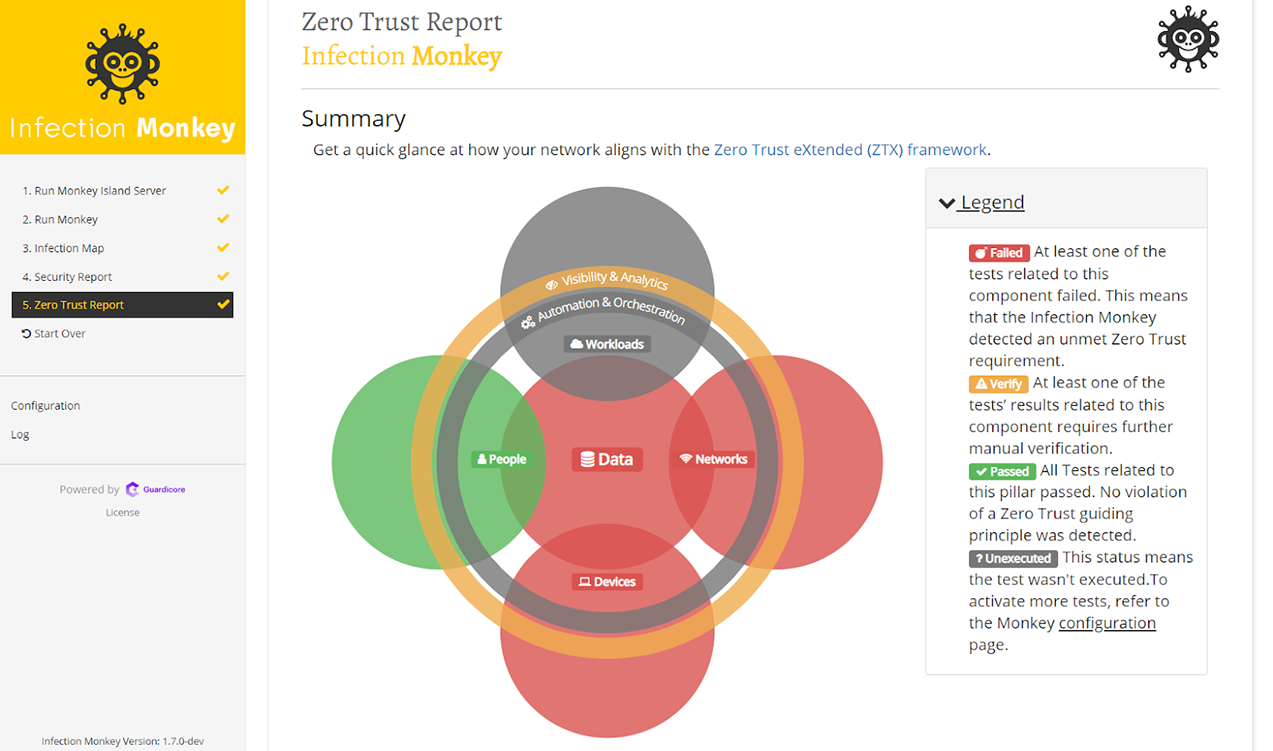 Infection Monkey
1. Run Monkey Island Server
2. Run Monkey
3. Infection Map
4. Security Report
5. Zero Trust Report
Start Over
Configuration
Log
Powered by Guardicore
License
Infection Monkey Version: 1.7.0-dev
Zero Trust Report
Infection Monkey
Summary
Get a quick glance at how your network aligns with the Zero Trust eXtended (ZTX) framework.
Visibility & Analytics
Automation & Orchestration
Workloads
People
Data
Networks
Devices
Legend
Failed At least one of the
tests related to this
component failed. This means
that the Infection Monkey
detected an unmet Zero Trust
requirement.
Verify At least one of the
tests’ results related to this
component requires further
manual verification.
Passed All Tests related to
this pillar passed. No violation
of a Zero Trust guiding
principle was detected.
? Unexecuted This status means
the test wasn't executed.To
activate more tests, refer to
the Monkey configuration
page.